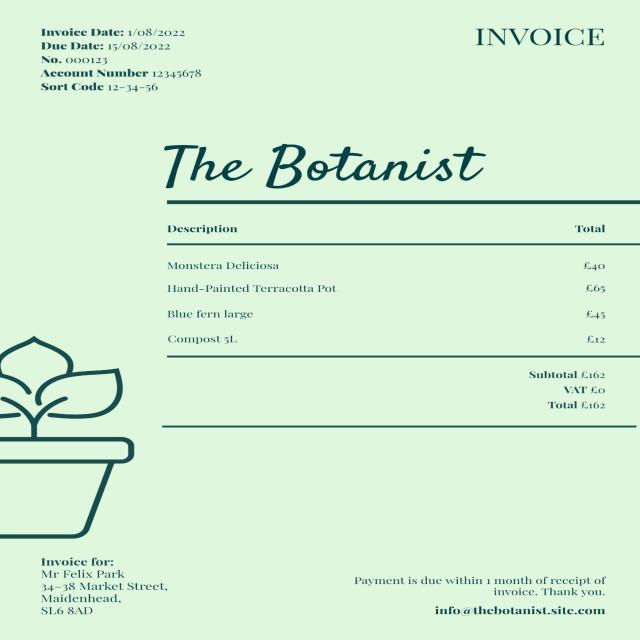 Invoice Date: 1/08/2022
Due Date: 15/08/2022
No. 000123
Account Number 12345678
Sort Code 12-34-56
INVOICE
The Botanist
Description Total
Monstera Deliciosa £40
Hand-Painted Terracotta Pot £65
Blue fern large £45
Compost 5L £12
Subtotal £162
VAT £0
Total £162
Invoice for:
Mr Felix Park
34-38 Market Street,
Maidenhead,
SL6 8AD
Payment is due within 1 month of receipt of
invoice. Thank you.
info@thebotanist.site.com